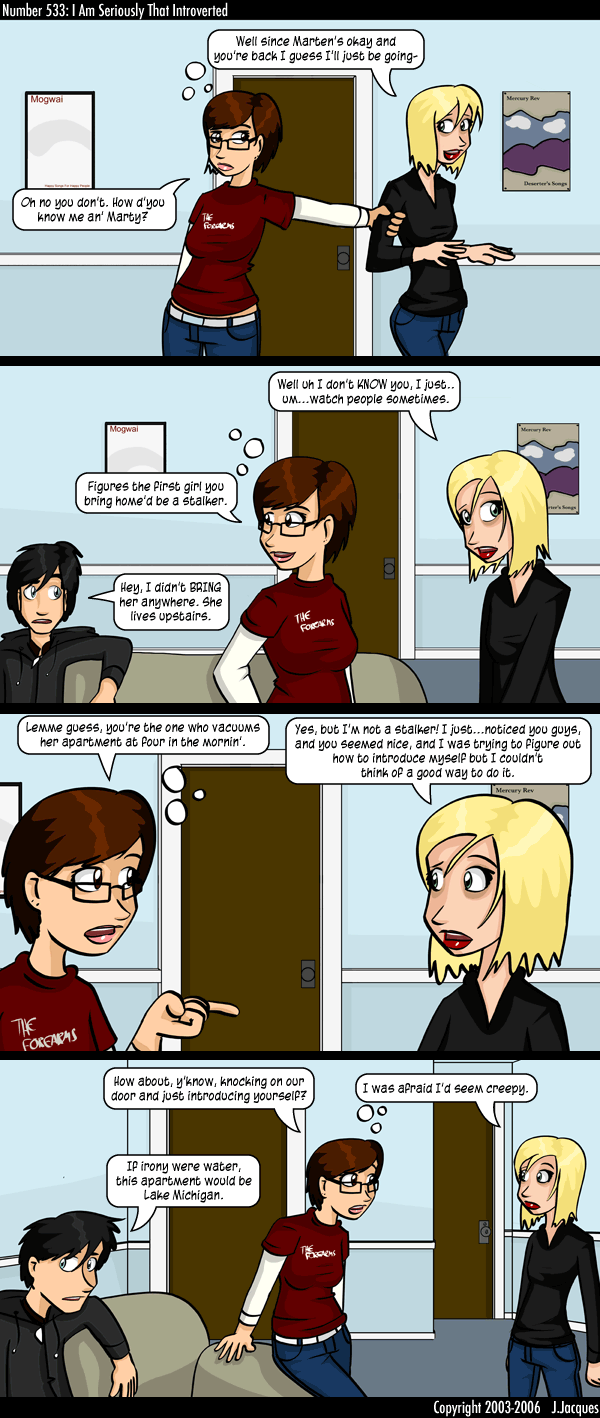 Number 533: I Am Seriously That Introverted
Well since Marten's okay and
you're back I guess I'll just be going-
Mogwai
Happy Songs For Happy People
Mercury Rev
Deserter's Songs
Oh no you don't. How d'you
know me an' Marty?
THE
FOREARMS
Well uh I don't KNOW you, I just..
um...watch people sometimes.
Mogwai
Mercury Rev
rter's Songs
Figures the first girl you
bring home'd be a stalker.
Hey, I didn't BRING
her anywhere. She
lives upstairs.
THE
FOREARMS
Lemme guess, you're the one who vacuums
her apartment at four in the mornin'.
Yes, but I'm not a stalker! I just...noticed you guys,
and you seemed nice, and I was trying to figure out
how to introduce myself but I couldn't
think of a good way to do it.
Mercury Rev
THE
FOREARMS
How about, y'know, knocking on our
door and just introducing yourself?
I was afraid I'd seem creepy.
If irony were water,
this apartment would be
Lake Michigan.
THE
FOREARMS
Copyright 2003-2006 J.Jacques